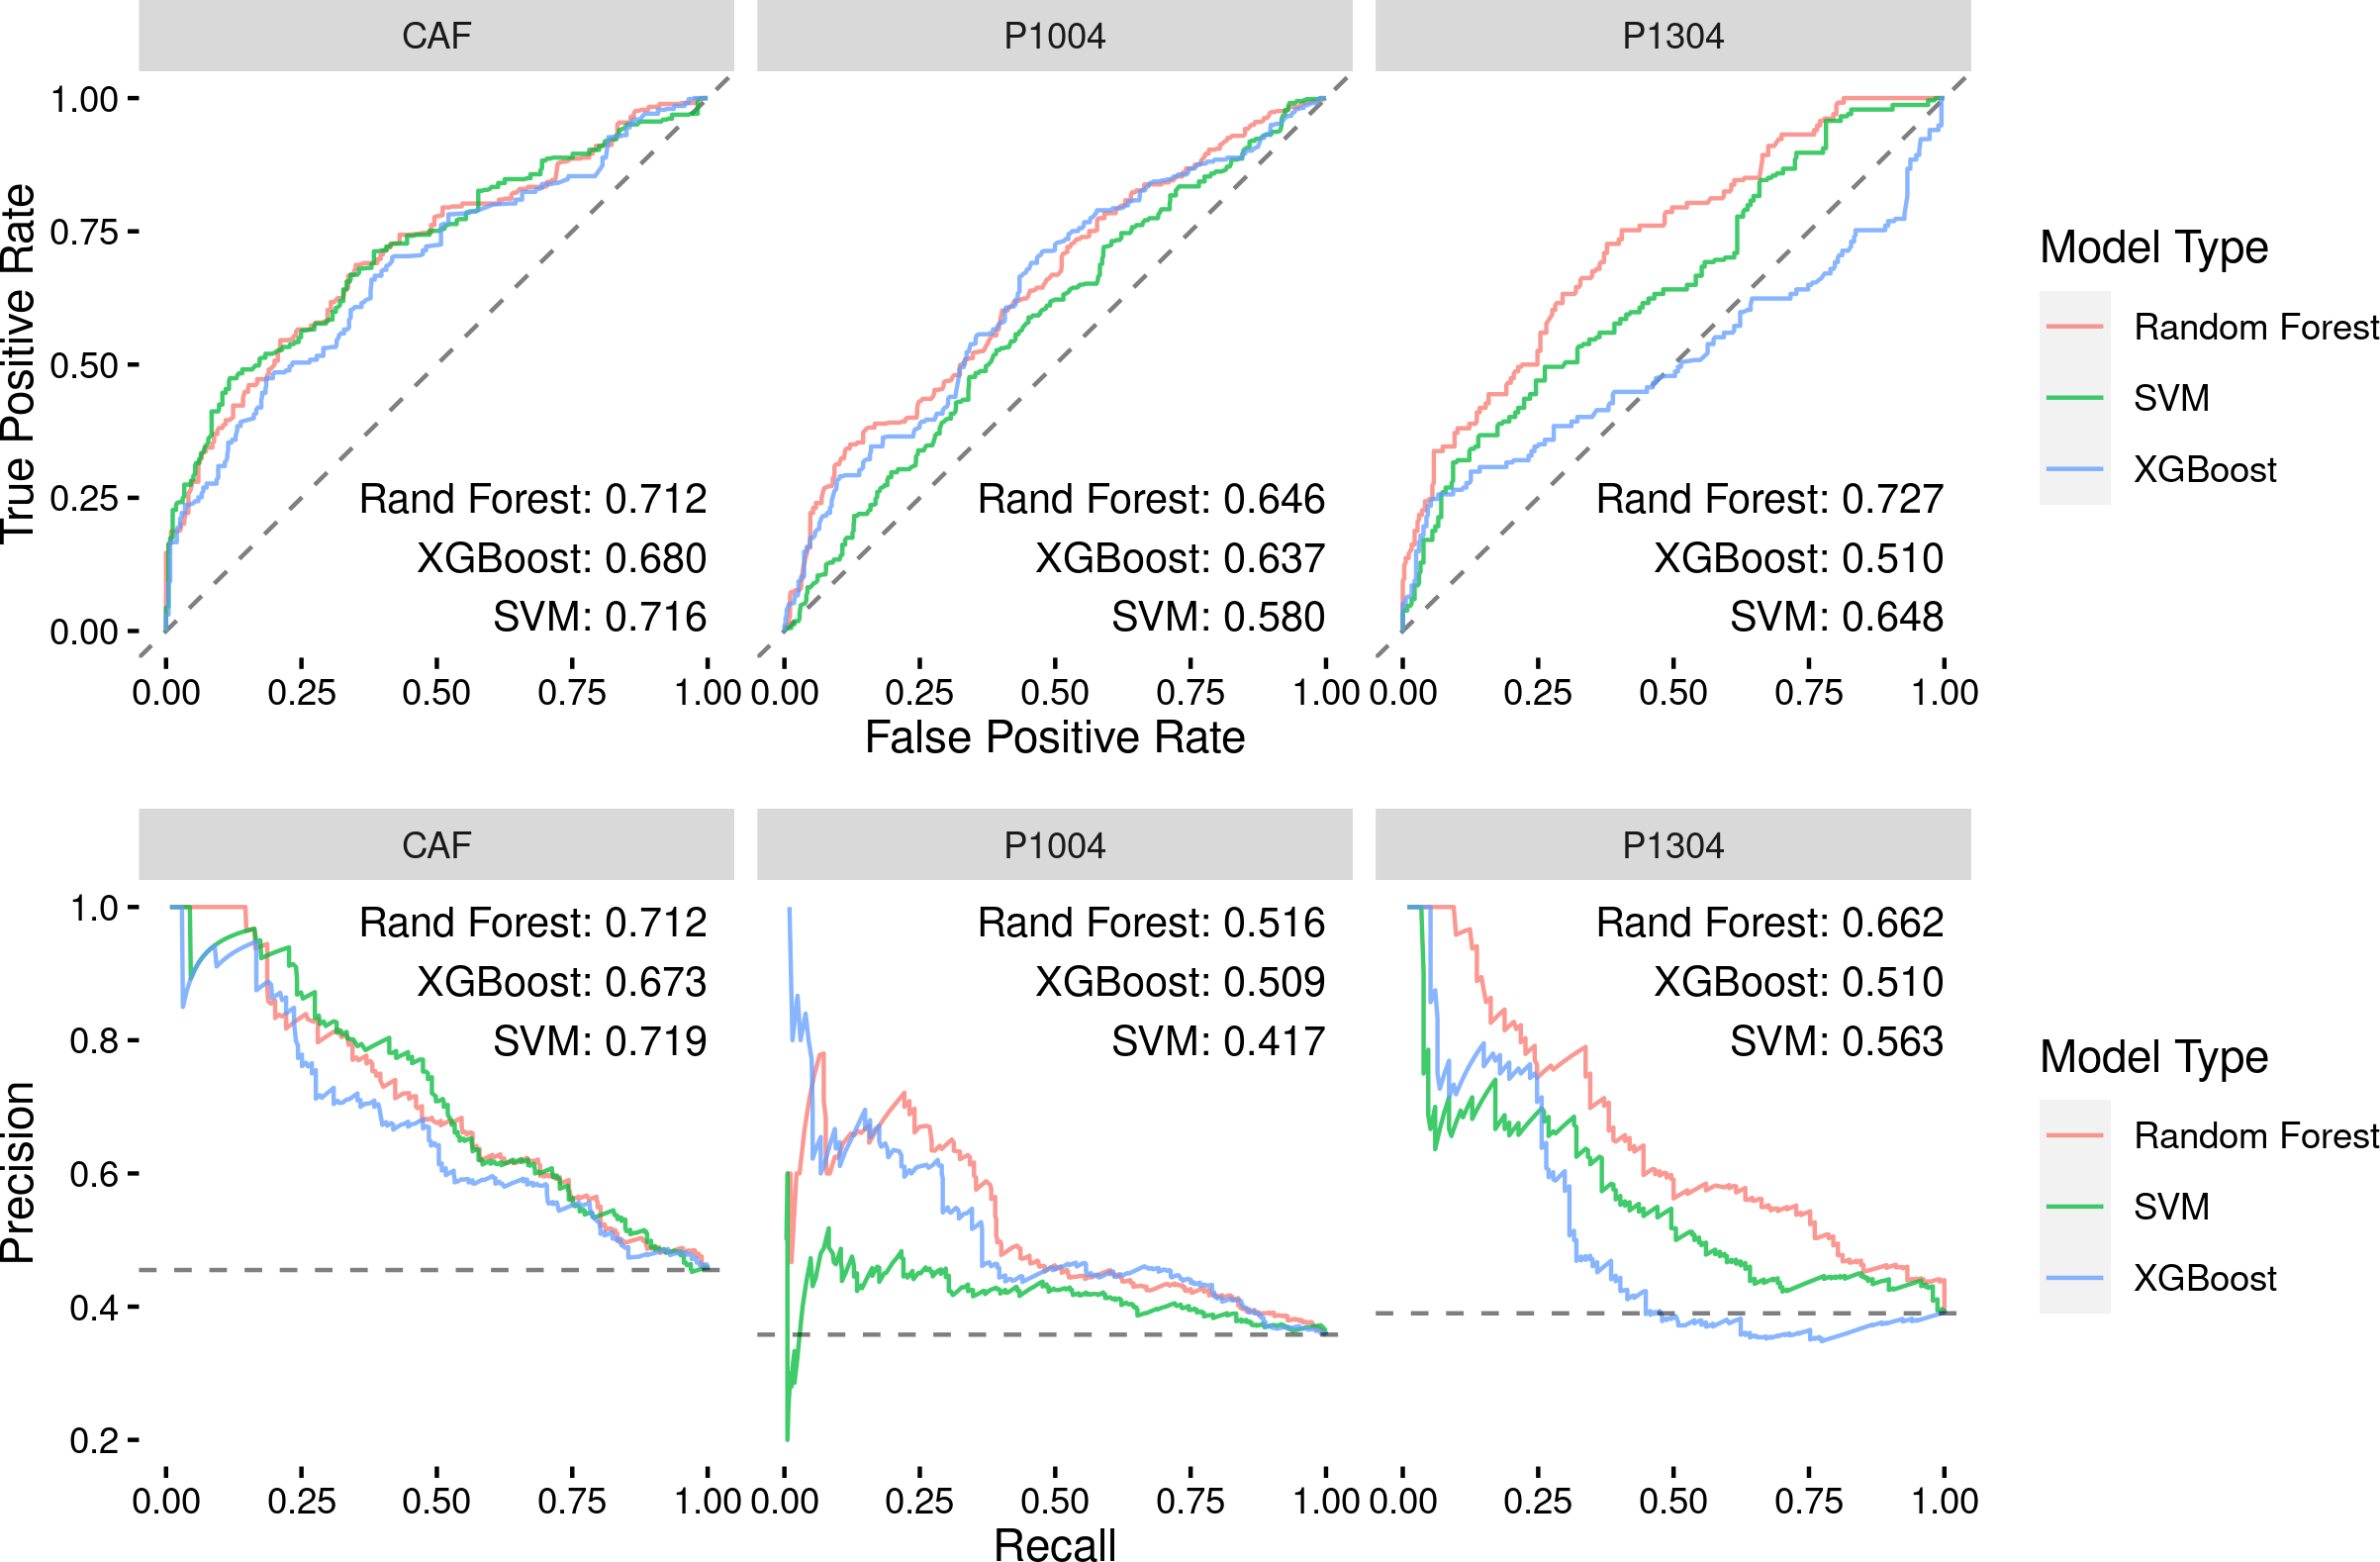 CAF
P1004
P1304
True Positive Rate
1.00
0.75
0.50
0.25
0.00
Rand Forest: 0.712
XGBoost: 0.680
SVM: 0.716
Rand Forest: 0.646
XGBoost: 0.637
SVM: 0.580
Rand Forest: 0.727
XGBoost: 0.510
SVM: 0.648
0.00 0.25 0.50 0.75 1.00
0.00 0.25 0.50 0.75 1.00
0.00 0.25 0.50 0.75 1.00
False Positive Rate
Model Type
Random Forest
SVM
XGBoost
CAF
P1004
P1304
Precision
1.0
0.8
0.6
0.4
0.2
Rand Forest: 0.712
XGBoost: 0.673
SVM: 0.719
Rand Forest: 0.516
XGBoost: 0.509
SVM: 0.417
Rand Forest: 0.662
XGBoost: 0.510
SVM: 0.563
0.00 0.25 0.50 0.75 1.00
0.00 0.25 0.50 0.75 1.00
0.00 0.25 0.50 0.75 1.00
Recall
Model Type
Random Forest
SVM
XGBoost